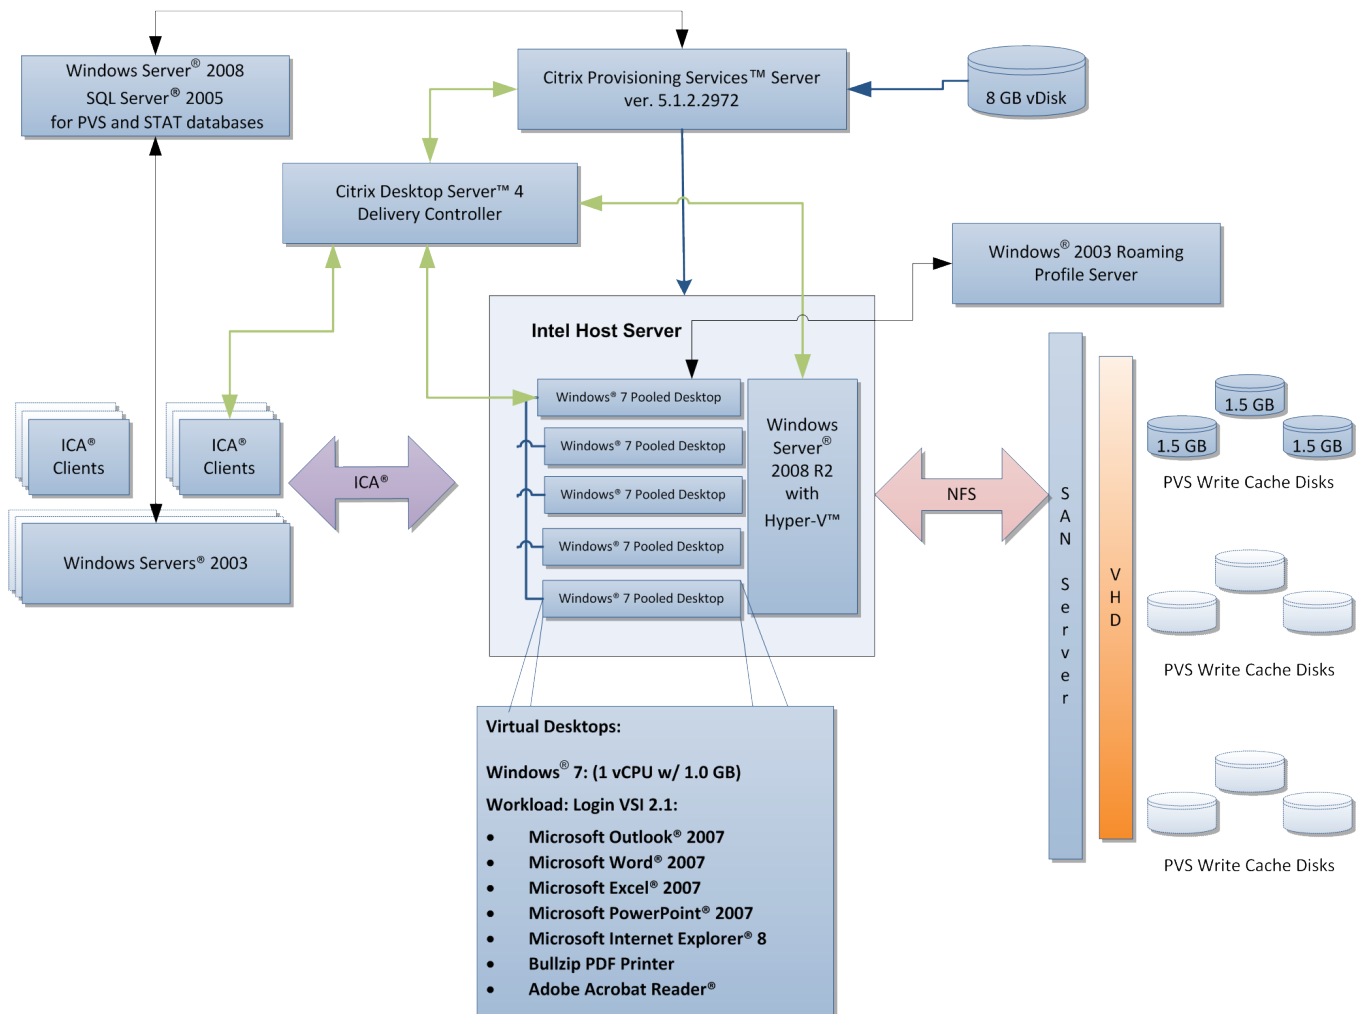 Windows Server® 2008
SQL Server® 2005
for PVS and STAT databases
Citrix Provisioning Services™ Server
ver. 5.1.2.2972
8 GB vDisk
Citrix Desktop Server™ 4
Delivery Controller
Windows® 2003 Roaming
Profile Server
Intel Host Server
Windows® 7 Pooled Desktop
Windows® 7 Pooled Desktop
Windows® 7 Pooled Desktop
Windows® 7 Pooled Desktop
Windows® 7 Pooled Desktop
Windows
Server®
2008 R2
with
Hyper-V™
ICA®
Clients
ICA®
Clients
ICA®
Windows Servers® 2003
NFS
SAN Server
VHD
1.5 GB
1.5 GB
1.5 GB
PVS Write Cache Disks
PVS Write Cache Disks
PVS Write Cache Disks
Virtual Desktops:
Windows® 7: (1 vCPU w/ 1.0 GB)
Workload: Login VSI 2.1:
• Microsoft Outlook® 2007
• Microsoft Word® 2007
• Microsoft Excel® 2007
• Microsoft PowerPoint® 2007
• Microsoft Internet Explorer® 8
• Bullzip PDF Printer
• Adobe Acrobat Reader®